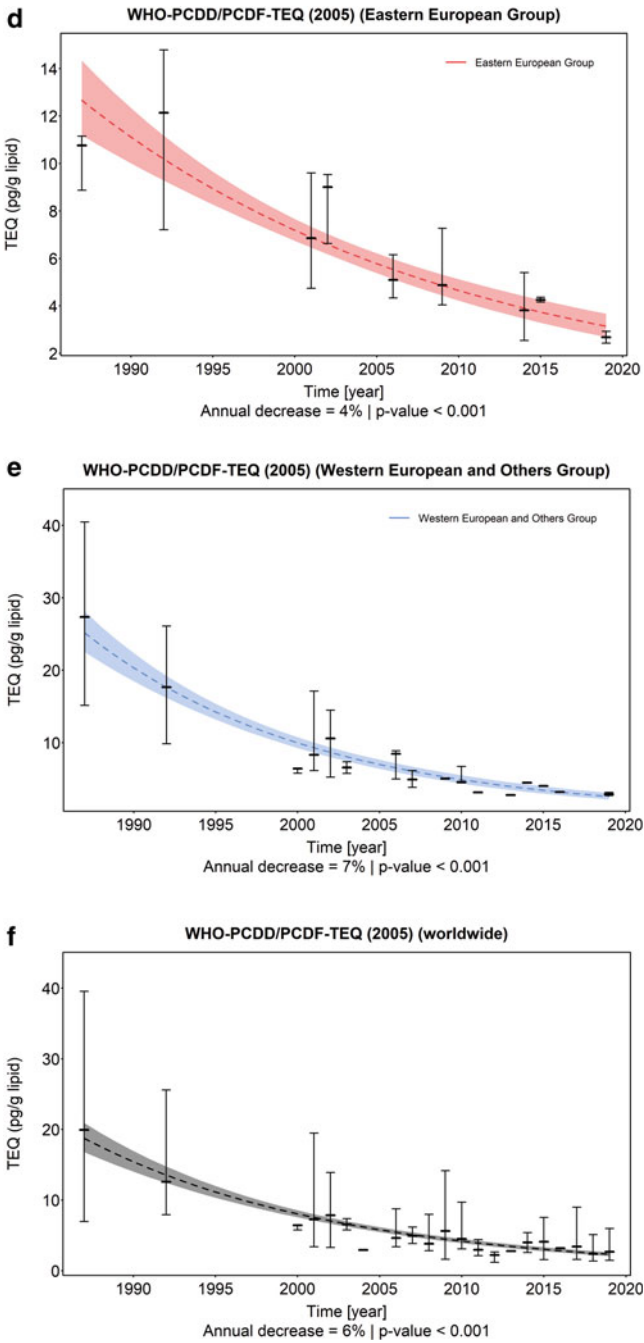 d
WHO-PCDD/PCDF-TEQ (2005) (Eastern European Group)
Eastern European Group
TEQ (pg/g lipid)
14
12
10
8
6
4
2
1990 1995 2000 2005 2010 2015 2020
Time [year]
Annual decrease = 4% | p-value < 0.001
e
WHO-PCDD/PCDF-TEQ (2005) (Western European and Others Group)
Western European and Others Group
TEQ (pg/g lipid)
40
30
20
10
1990 1995 2000 2005 2010 2015 2020
Time [year]
Annual decrease = 7% | p-value < 0.001
f
WHO-PCDD/PCDF-TEQ (2005) (worldwide)
TEQ (pg/g lipid)
40
30
20
10
0
1990 1995 2000 2005 2010 2015 2020
Time [year]
Annual decrease = 6% | p-value < 0.001